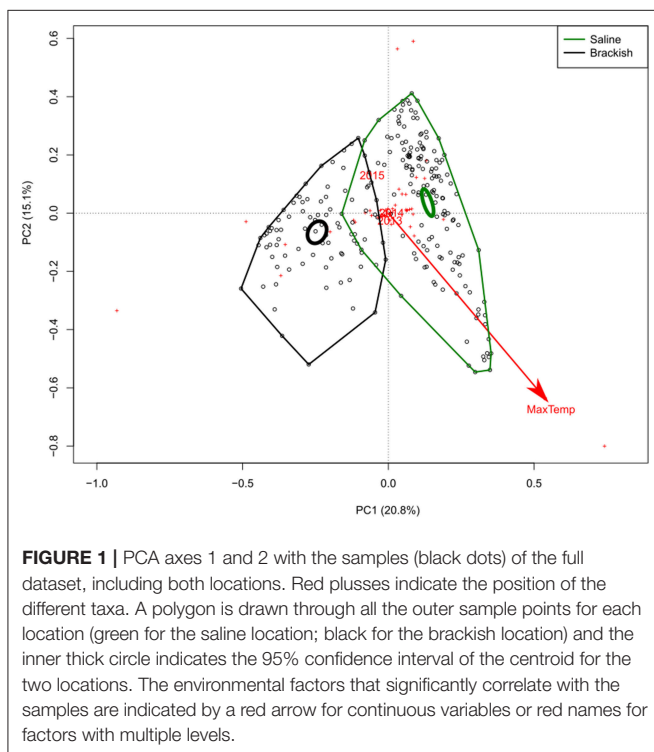 Saline
Brackish
0.6
0.4
0.2
0.0
−0.2
−0.4
−0.6
−0.8
PC2 (15.1%)
2015
2014
2013
MaxTemp
−1.0 −0.5 0.0 0.5
PC1 (20.8%)
FIGURE 1 | PCA axes 1 and 2 with the samples (black dots) of the full
dataset, including both locations. Red plusses indicate the position of the
different taxa. A polygon is drawn through all the outer sample points for each
location (green for the saline location; black for the brackish location) and the
inner thick circle indicates the 95% confidence interval of the centroid for the
two locations. The environmental factors that significantly correlate with the
samples are indicated by a red arrow for continuous variables or red names for
factors with multiple levels.